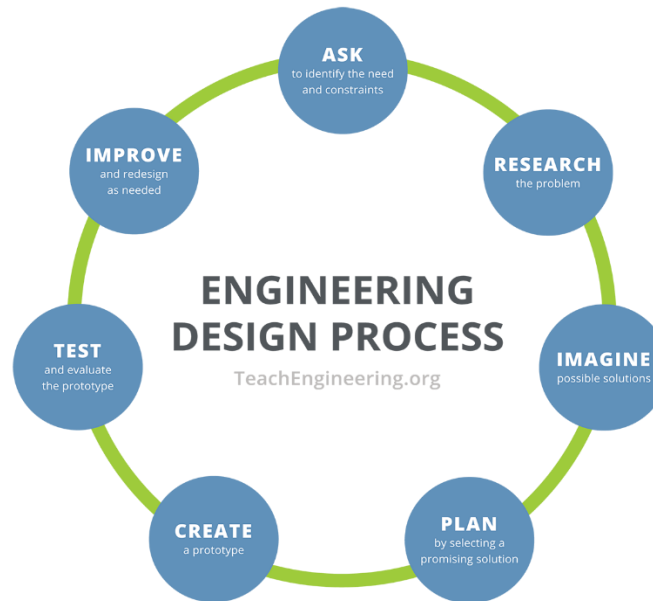 ASK
to identify the need
and constraints
RESEARCH
the problem
IMAGINE
possible solutions
PLAN
by selecting a
promising solution
CREATE
a prototype
TEST
and evaluate
the prototype
IMPROVE
and redesign
as needed
ENGINEERING
DESIGN PROCESS
TeachEngineering.org